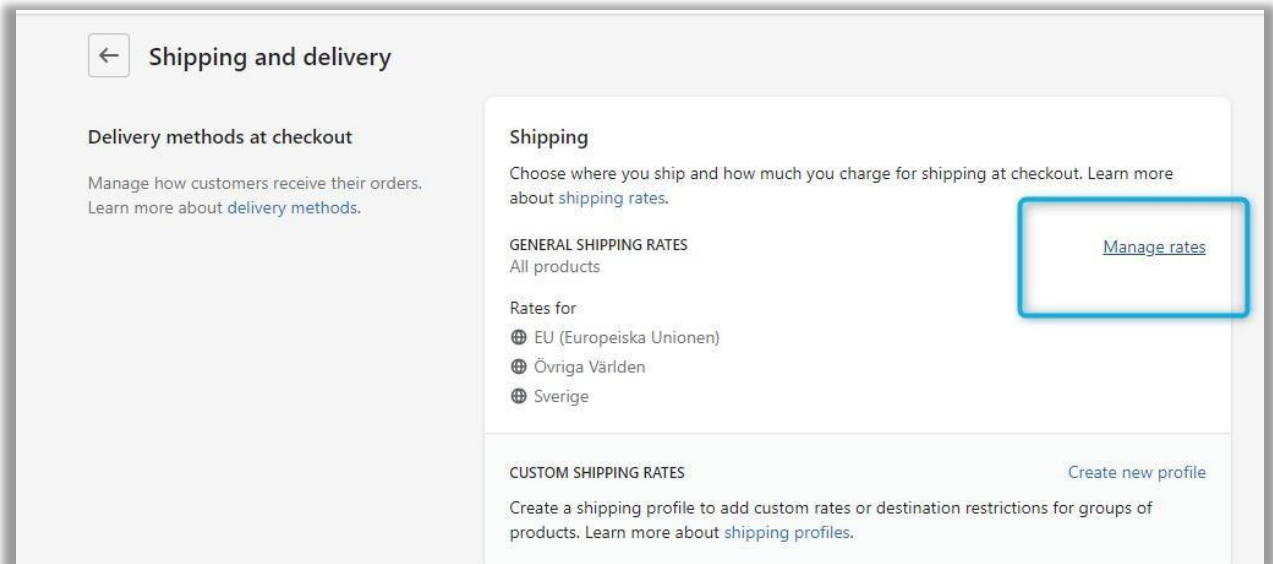 Shipping and delivery
Delivery methods at checkout
Manage how customers receive their orders.
Learn more about delivery methods.
Shipping
Choose where you ship and how much you charge for shipping at checkout. Learn more
about shipping rates.
GENERAL SHIPPING RATES
Manage rates
All products
Rates for
EU (Europeiska Unionen)
Övriga Världen
Sverige
CUSTOM SHIPPING RATES
Create new profile
Create a shipping profile to add custom rates or destination restrictions for groups of
products. Learn more about shipping profiles.